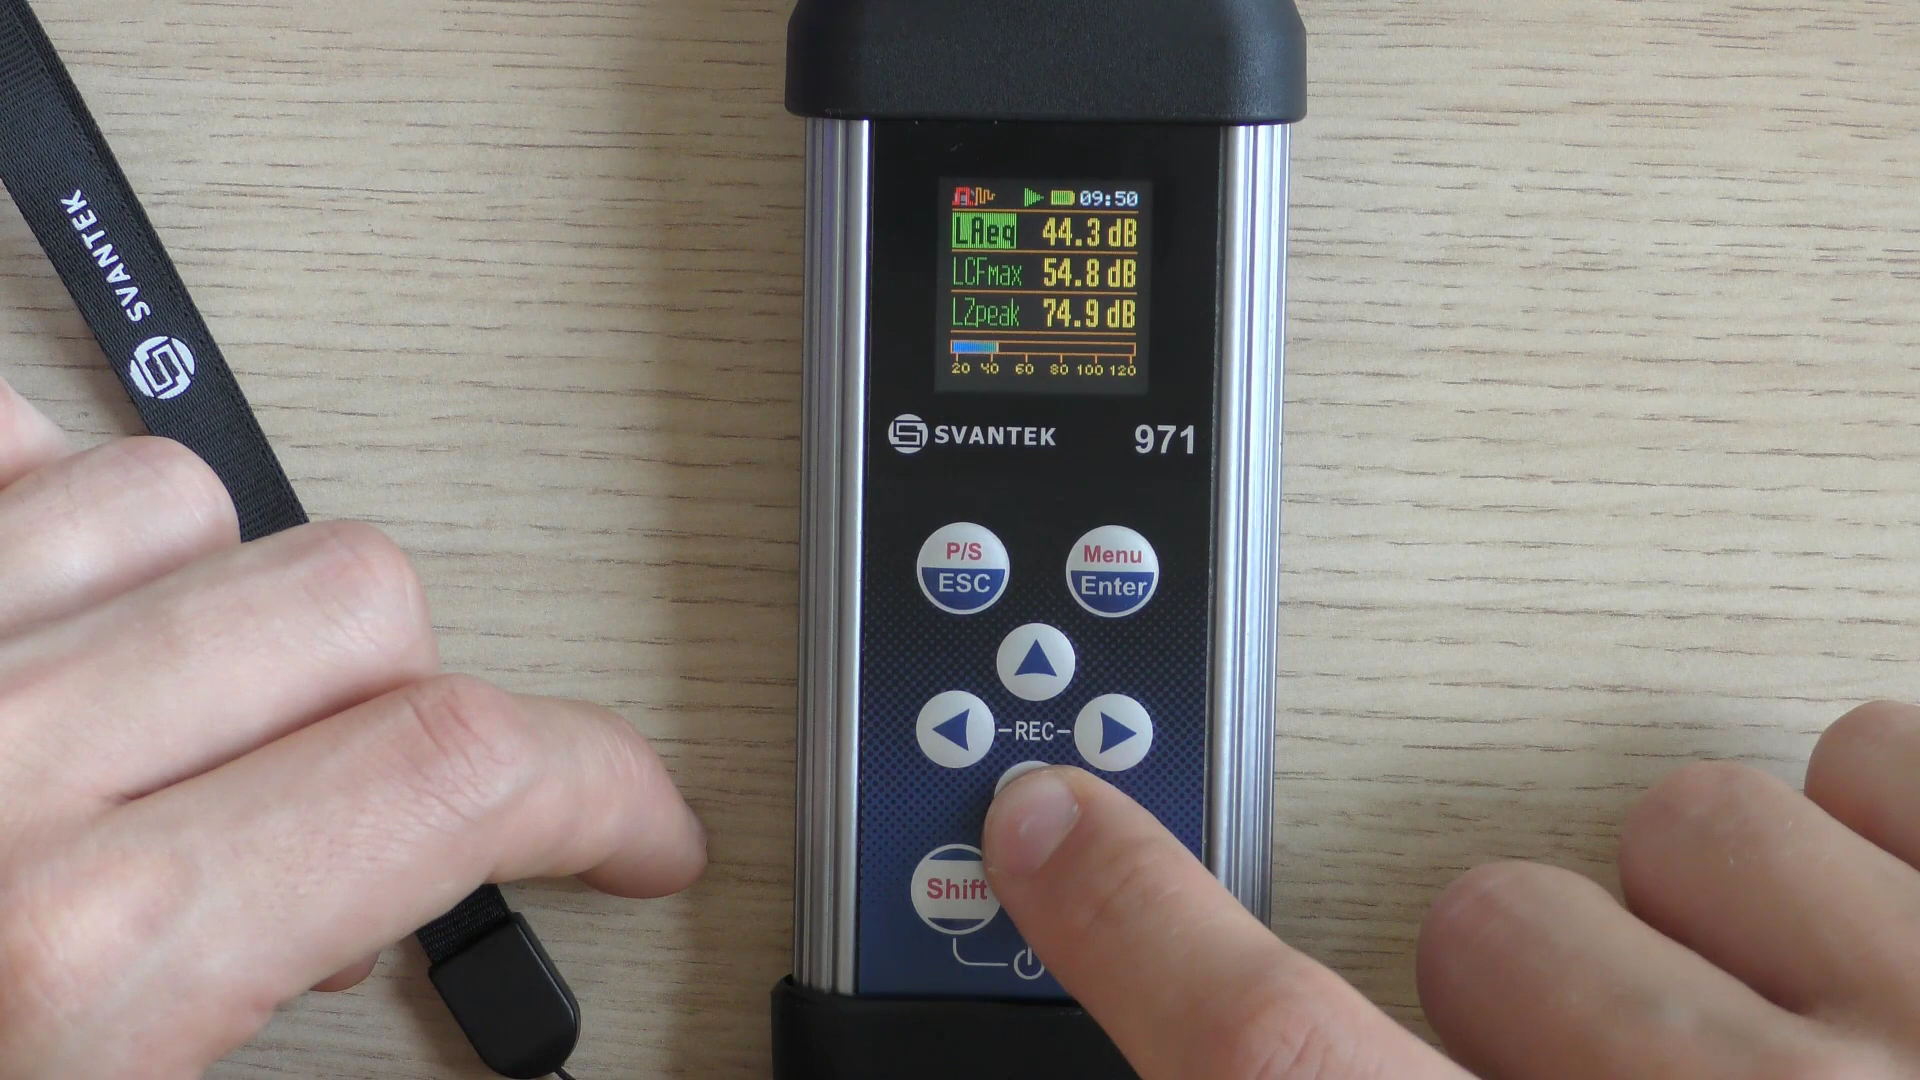 SVANTEK
09:50
LAeq 44.3 dB
LCFmax 54.8 dB
LZpeak 74.9 dB
20 40 60 80 100 120
SVANTEK 971
P/S
ESC
Menu
Enter
-REC-
Shift